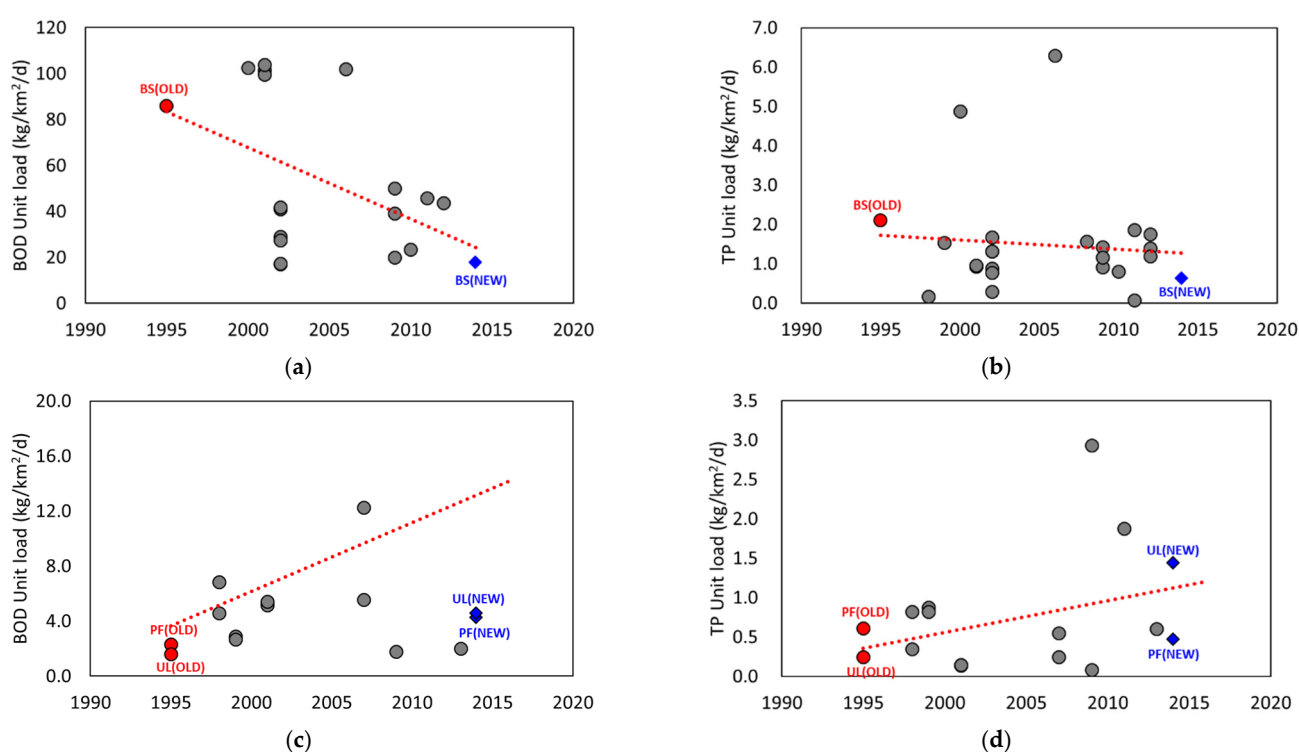 BOD Unit load (kg/km²/d)
120
100
80
60
40
20
0
BS(OLD)
BS(NEW)
1990 1995 2000 2005 2010 2015 2020
(a)
TP Unit load (kg/km²/d)
7.0
6.0
5.0
4.0
3.0
2.0
1.0
0.0
BS(OLD)
BS(NEW)
1990 1995 2000 2005 2010 2015 2020
(b)
BOD Unit load (kg/km²/d)
20.0
16.0
12.0
8.0
4.0
0.0
PF(OLD)
UL(OLD)
UL(NEW)
PF(NEW)
1990 1995 2000 2005 2010 2015 2020
(c)
TP Unit load (kg/km²/d)
3.5
3.0
2.5
2.0
1.5
1.0
0.5
0.0
PF(OLD)
UL(OLD)
UL(NEW)
PF(NEW)
1990 1995 2000 2005 2010 2015 2020
(d)